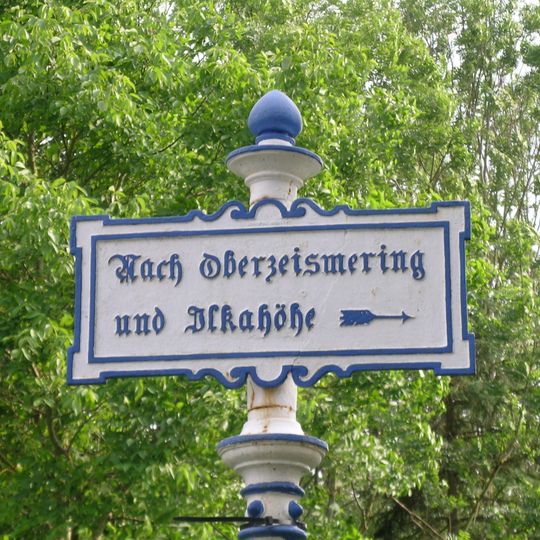 Nach Oberzeismering
und Ilkahöhe